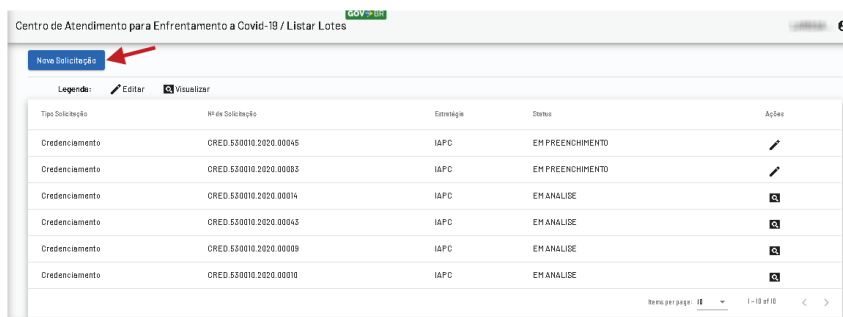 GOV BR
Centro de Atendimento para Enfrentamento a Covid-19 / Listar Lotes
Nova Solicitação
Legenda: Editar Visualizar
Tipo Solicitação Nº da Solicitação Estratégia Status Ações
Credenciamento CRED.530010.2020.00045 IAPC EM PREENCHIMENTO
Credenciamento CRED.530010.2020.00083 IAPC EM PREENCHIMENTO
Credenciamento CRED.530010.2020.00014 IAPC EM ANALISE
Credenciamento CRED.530010.2020.00043 IAPC EM ANALISE
Credenciamento CRED.530010.2020.00009 IAPC EM ANALISE
Credenciamento CRED.530010.2020.00010 IAPC EM ANALISE
Items per page: 10 1 – 10 of 10